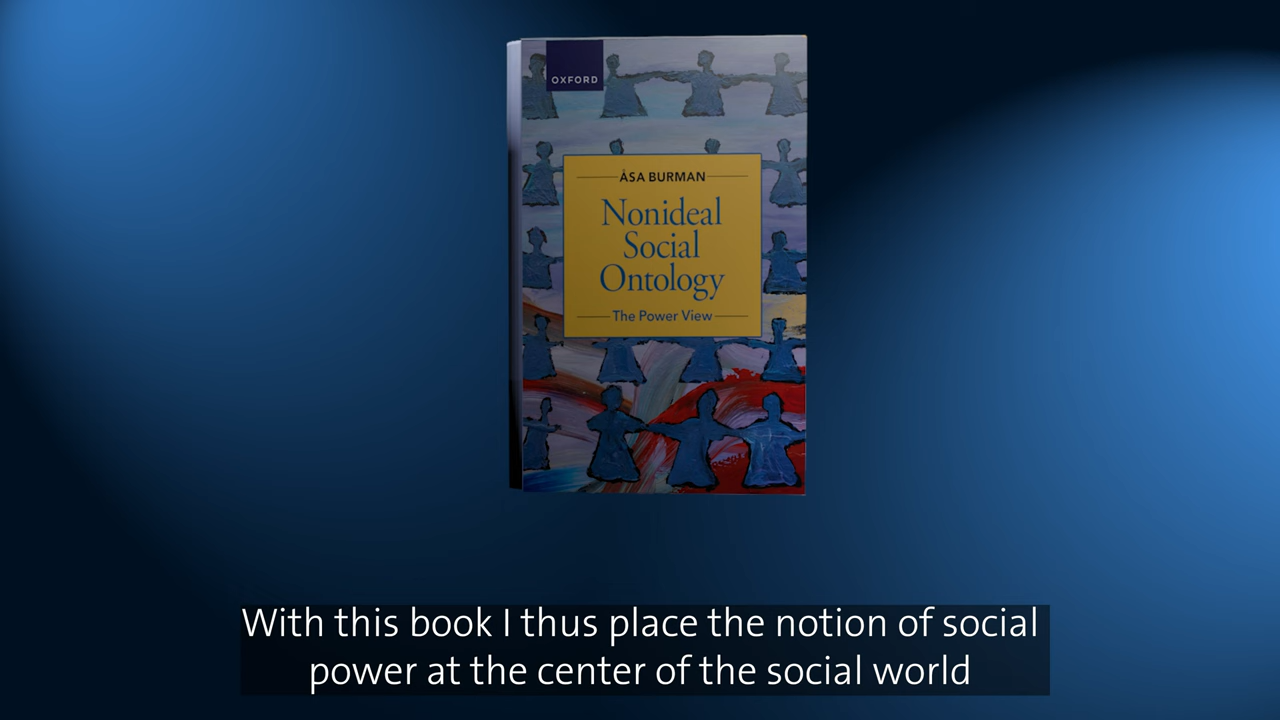 OXFORD
ÅSA BURMAN
Nonideal
Social
Ontology
The Power View
With this book I thus place the notion of social
power at the center of the social world